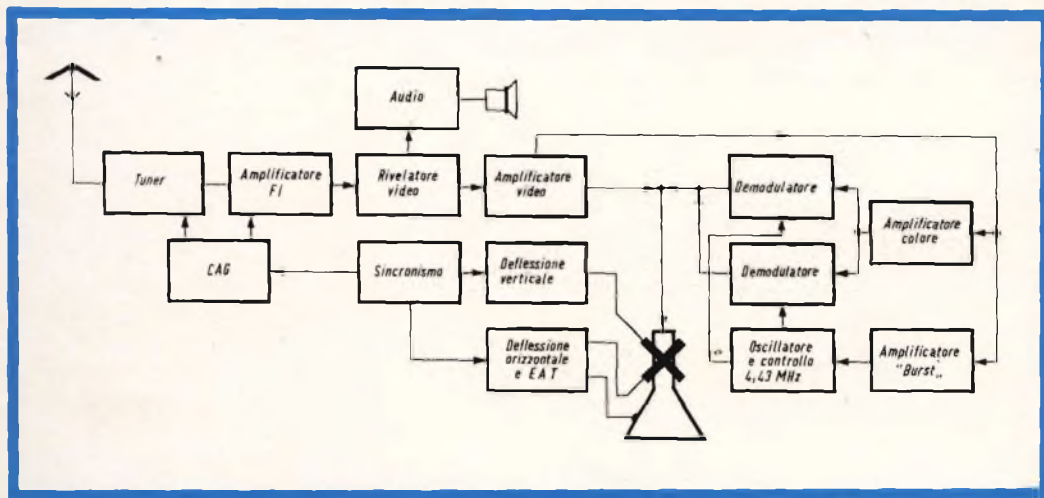 Audio
Tuner
Amplificatore
FI
Rivelatore
video
Amplificatore
video
Demodulatore
Amplificatore
colore
CAG
Sincronismo
Deflessione
verticale
Demodulatore
Deflessione
orizzontale
e EAT
Oscillatore
e controllo
4,43 MHz
Amplificatore
"Burst"